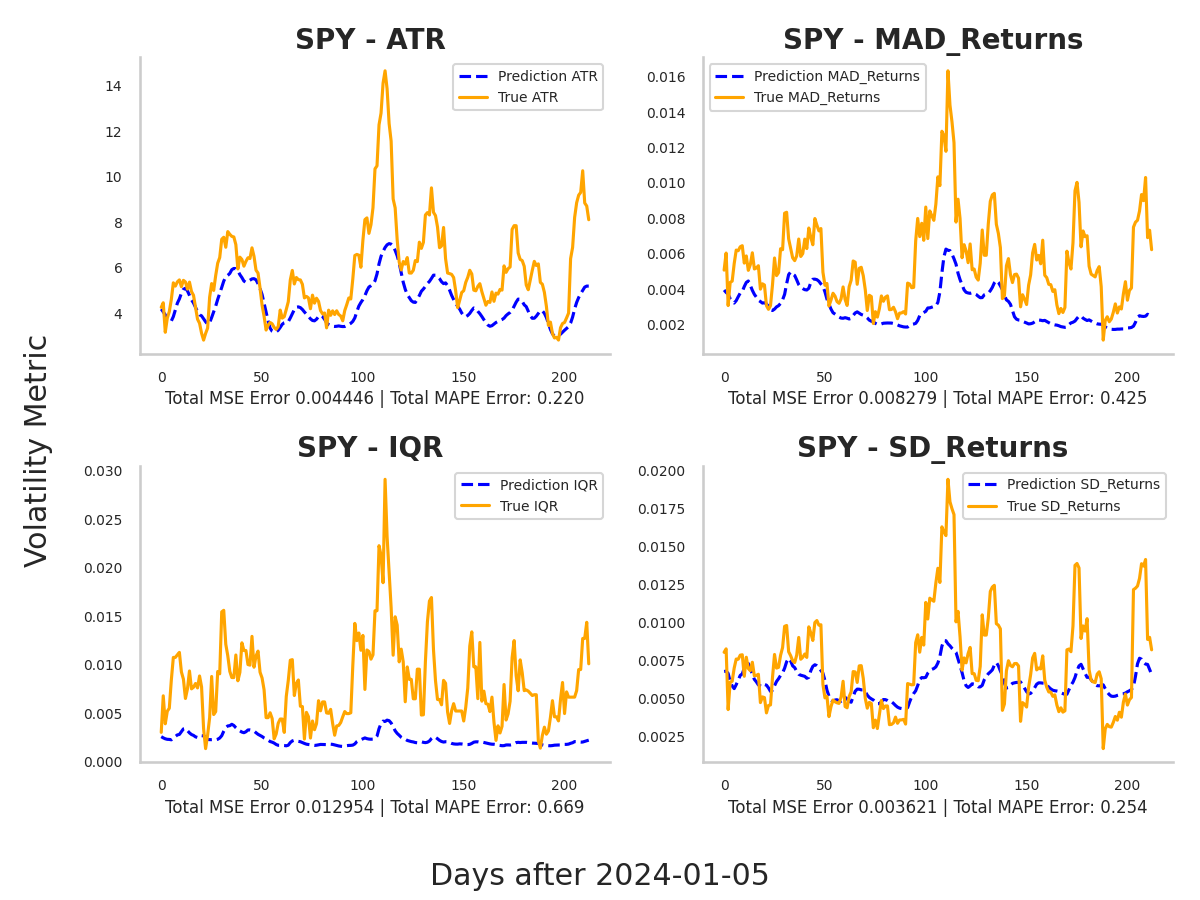 SPY - ATR
Prediction ATR
True ATR
14
12
10
8
6
4
0 50 100 150 200
Total MSE Error 0.004446 | Total MAPE Error: 0.220
SPY - MAD_Returns
Prediction MAD_Returns
True MAD_Returns
0.016
0.014
0.012
0.010
0.008
0.006
0.004
0.002
0 50 100 150 200
Total MSE Error 0.008279 | Total MAPE Error: 0.425
Volatility Metric
SPY - IQR
Prediction IQR
True IQR
0.030
0.025
0.020
0.015
0.010
0.005
0.000
0 50 100 150 200
Total MSE Error 0.012954 | Total MAPE Error: 0.669
SPY - SD_Returns
Prediction SD_Returns
True SD_Returns
0.0200
0.0175
0.0150
0.0125
0.0100
0.0075
0.0050
0.0025
0 50 100 150 200
Total MSE Error 0.003621 | Total MAPE Error: 0.254
Days after 2024-01-05